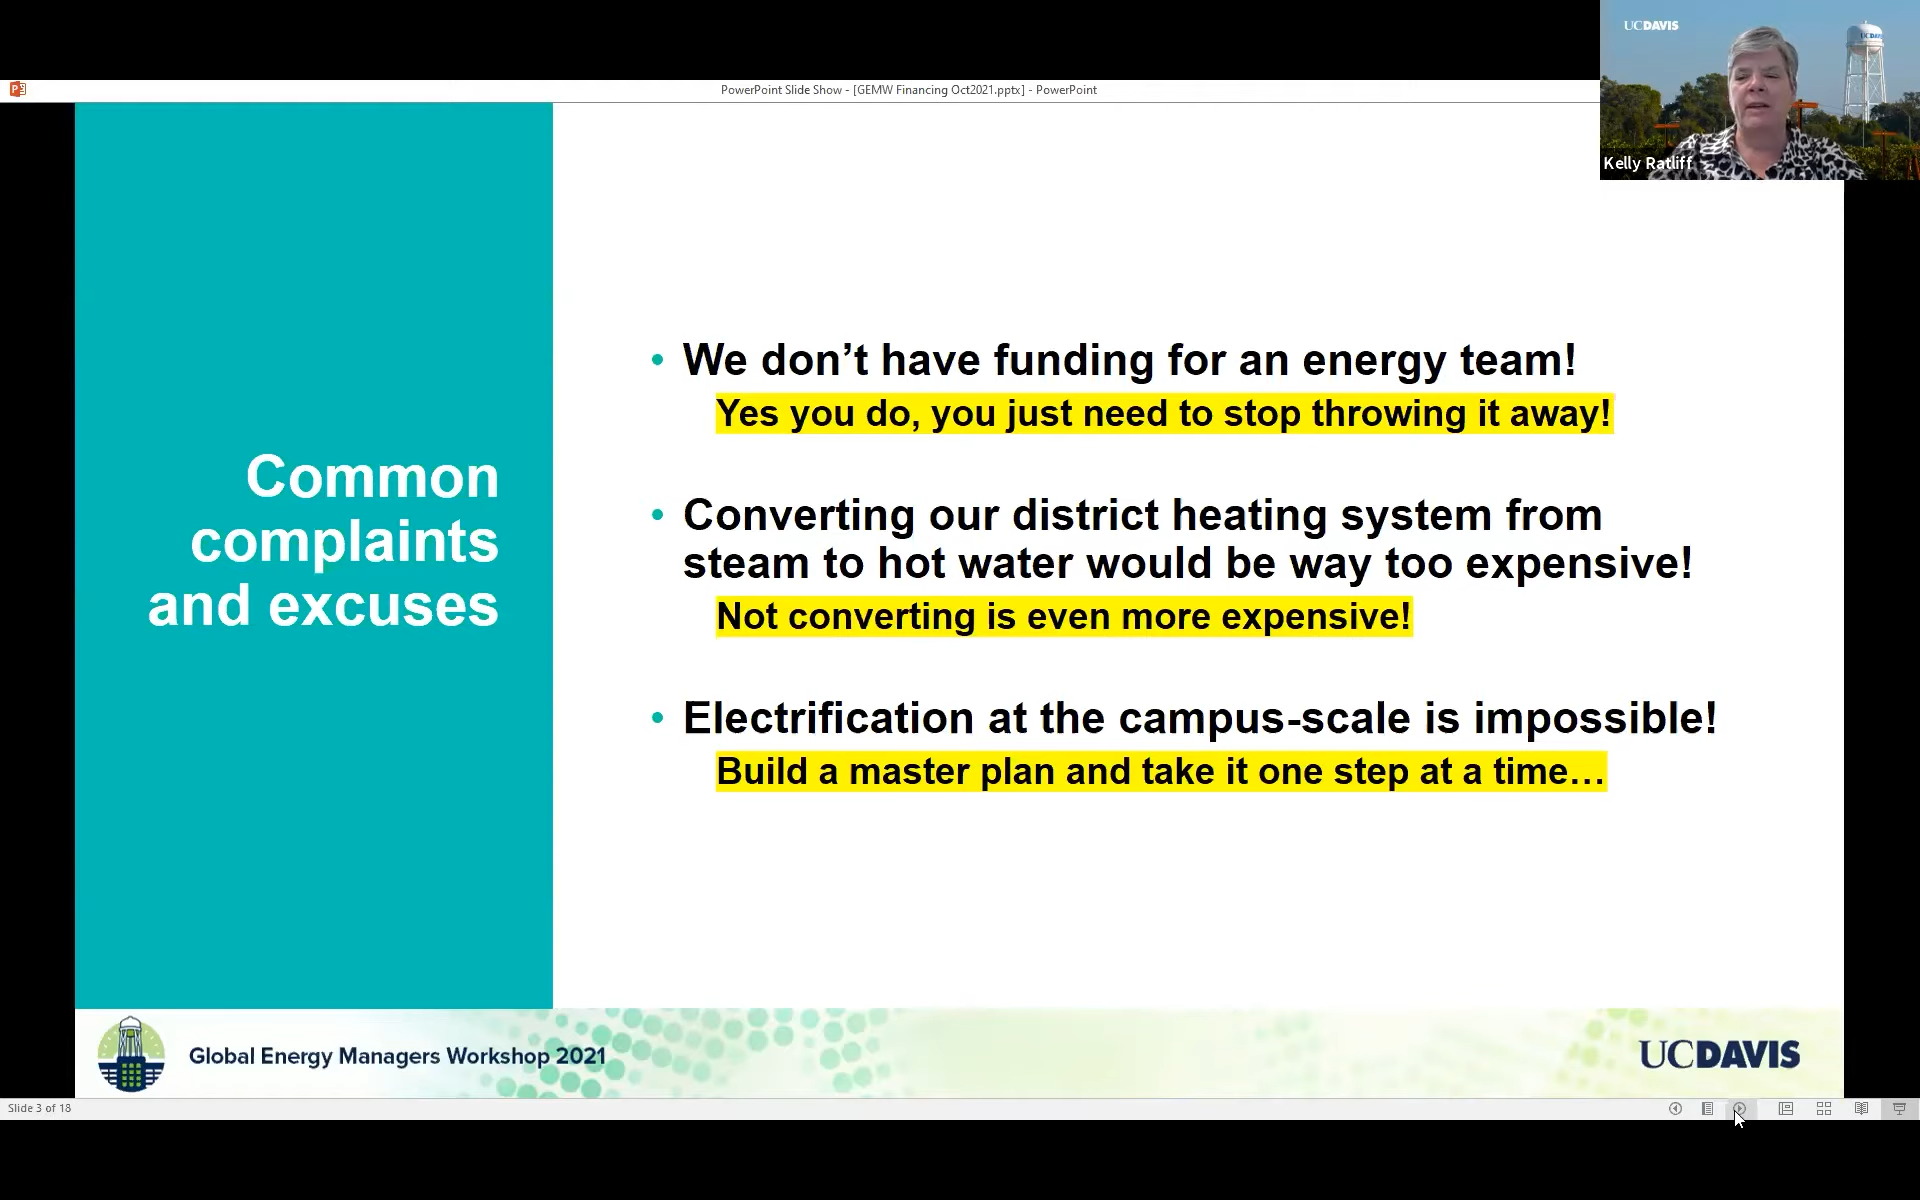 UCDAVIS
UCDAVIS
Kelly Ratliff
PowerPoint Slide Show - [GEMW Financing Oct2021.pptx] - PowerPoint
Common
complaints
and excuses
• We don’t have funding for an energy team!
Yes you do, you just need to stop throwing it away!
• Converting our district heating system from
steam to hot water would be way too expensive!
Not converting is even more expensive!
• Electrification at the campus-scale is impossible!
Build a master plan and take it one step at a time…
Global Energy Managers Workshop 2021
UCDAVIS
Slide 3 of 18